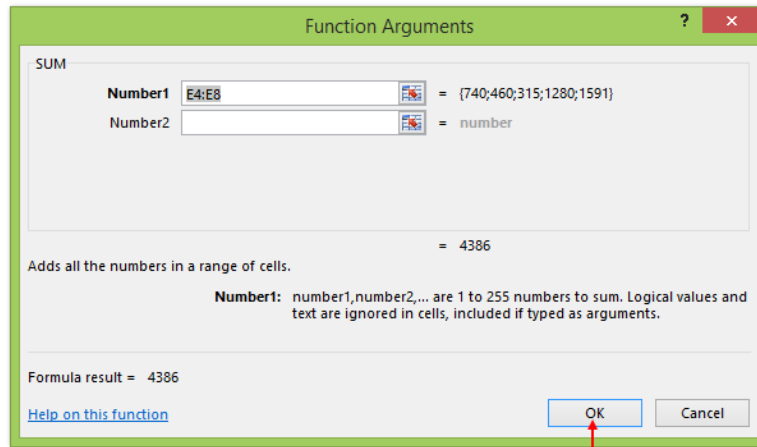 Function Arguments ? ×
SUM
Number1 E4:E8 = {740;460;315;1280;1591}
Number2 = number
= 4386
Adds all the numbers in a range of cells.
Number1: number1,number2,... are 1 to 255 numbers to sum. Logical values and
text are ignored in cells, included if typed as arguments.
Formula result = 4386
Help on this function OK Cancel